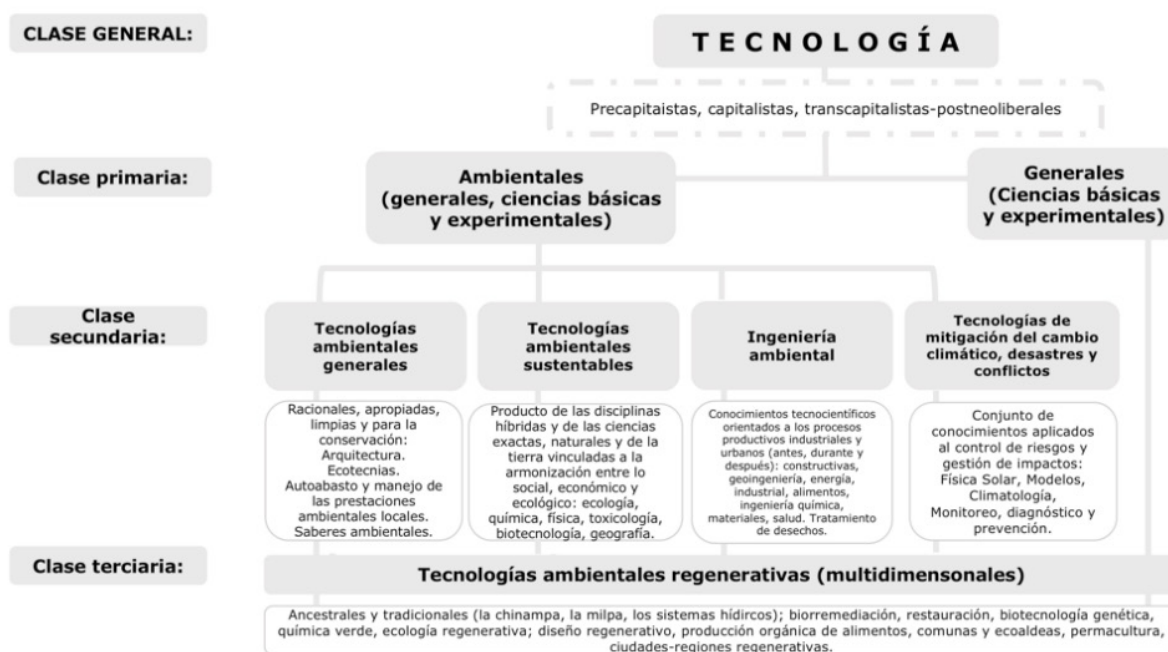 CLASE GENERAL:
TECNOLOGÍA
Precapitaistas, capitalistas, transcapitalistas-postneoliberales
Clase primaria:
Ambientales
(generales, ciencias básicas
y experimentales)
Generales
(Ciencias básicas
y experimentales)
Clase
secundaria:
Tecnologías
ambientales
generales
Tecnologías
ambientales
sustentables
Ingeniería
ambiental
Tecnologías de
mitigación del cambio
climático, desastres y
conflictos
Racionales, apropiadas,
limpias y para la
conservación:
Arquitectura.
Ecotecnias.
Autoabasto y manejo de
las prestaciones
ambientales locales.
Saberes ambientales.
Producto de las disciplinas
híbridas y de las ciencias
exactas, naturales y de la
tierra vinculadas a la
armonización entre lo
social, económico y
ecológico: ecología,
química, física, toxicología,
biotecnología, geografía.
Conocimientos tecnocientíficos
orientados a los procesos
productivos industriales y
urbanos (antes, durante y
después): constructivas,
geoingeniería, energía,
industrial, alimentos,
ingeniería química,
materiales, salud. Tratamiento
de desechos.
Conjunto de
conocimientos aplicados
al control de riesgos y
gestión de impactos:
Física Solar, Modelos,
Climatología,
Monitoreo, diagnóstico y
prevención.
Clase terciaria:
Tecnologías ambientales regenerativas (multidimensonales)
Ancestrales y tradicionales (la chinampa, la milpa, los sistemas hídircos); biorremediación, restauración, biotecnología genética,
química verde, ecología regenerativa; diseño regenerativo, producción orgánica de alimentos, comunas y ecoaldeas, permacultura,
ciudades-regiones regenerativas.